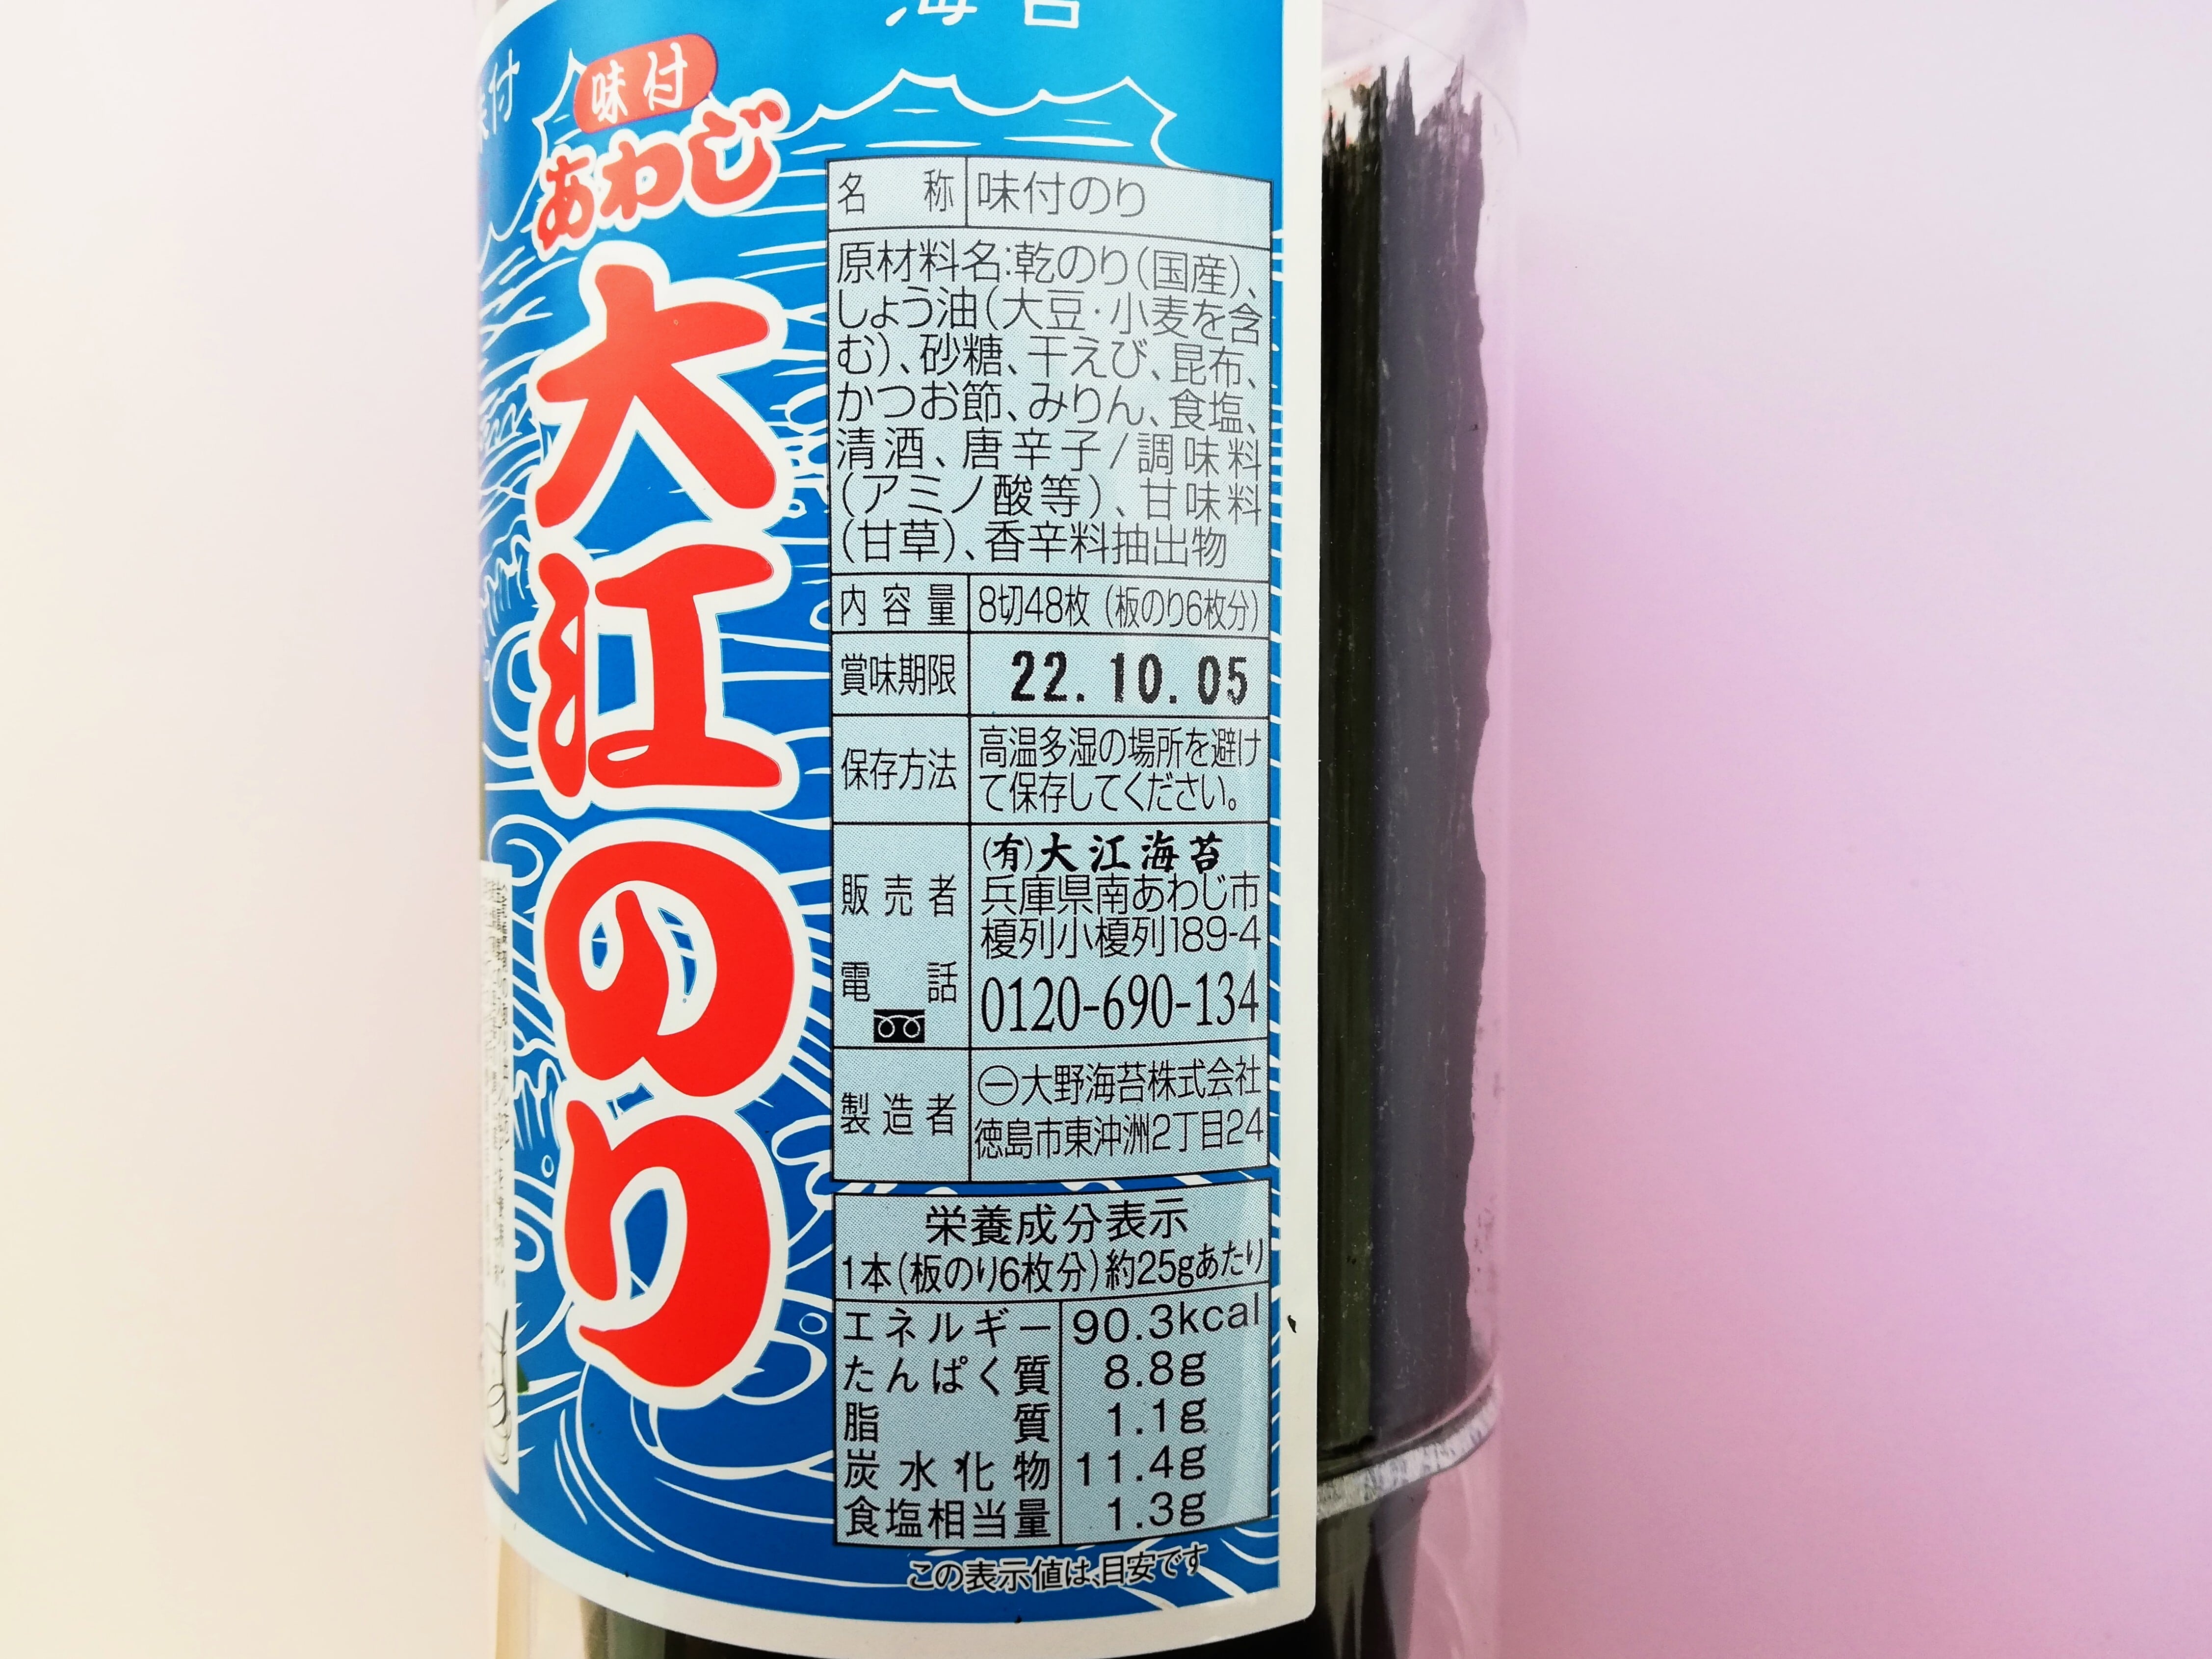 海苔
味付
味付
あわじ
大江のり
名称 味付のり
原材料名:乾のり(国産)、
しょう油(大豆・小麦を含
む)、砂糖、干えび、昆布、
かつお節、みりん、食塩、
清酒、唐辛子/調味料
(アミノ酸等)、甘味料
(甘草)、香辛料抽出物
内容量 8切48枚(板のり6枚分)
賞味期限 22.10.05
保存方法 高温多湿の場所を避け
て保存してください。
販売者 (有)大江海苔
兵庫県南あわじ市
榎列小榎列189-4
電話 0120-690-134
製造者 ㊀大野海苔株式会社
徳島市東沖洲2丁目24
栄養成分表示
1本(板のり6枚分)約25gあたり
エネルギー 90.3kcal
たんぱく質 8.8g
脂質 1.1g
炭水化物 11.4g
食塩相当量 1.3g
この表示値は、目安です